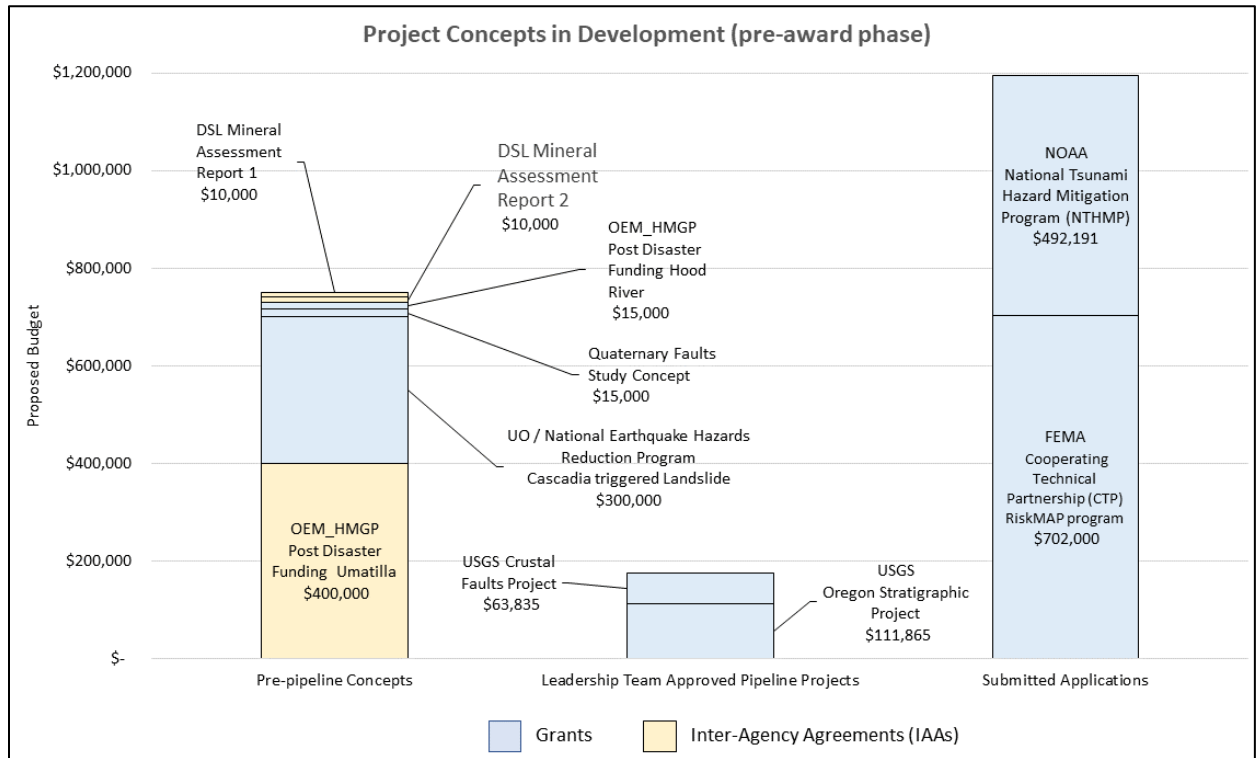 Project Concepts in Development (pre-award phase)
Proposed Budget
$1,200,000
$1,000,000
$800,000
$600,000
$400,000
$200,000
$-
DSL Mineral
Assessment
Report 1
$10,000
DSL Mineral
Assessment
Report 2
$10,000
OEM_HMGP
Post Disaster
Funding Hood
River
$15,000
Quaternary Faults
Study Concept
$15,000
UO / National Earthquake Hazards
Reduction Program
Cascadia triggered Landslide
$300,000
OEM_HMGP
Post Disaster
Funding Umatilla
$400,000
USGS Crustal
Faults Project
$63,835
USGS
Oregon Stratigraphic
Project
$111,865
NOAA
National Tsunami
Hazard Mitigation
Program (NTHMP)
$492,191
FEMA
Cooperating
Technical
Partnership (CTP)
RiskMAP program
$702,000
Pre-pipeline Concepts
Leadership Team Approved Pipeline Projects
Submitted Applications
Grants
Inter-Agency Agreements (IAAs)